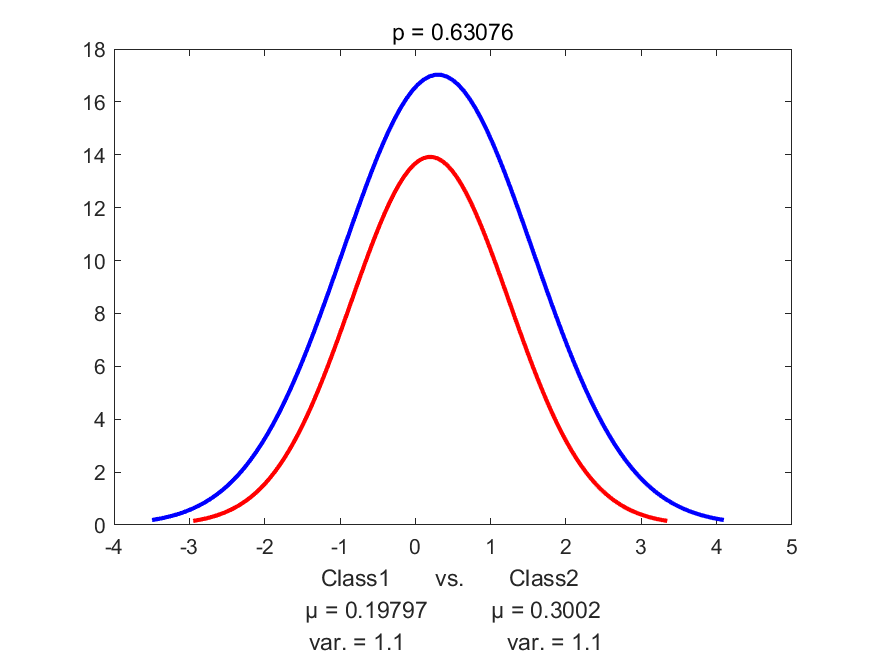 p = 0.63076
18
16
14
12
10
8
6
4
2
0
-4 -3 -2 -1 0 1 2 3 4 5
Class1 vs. Class2
μ = 0.19797 μ = 0.3002
var. = 1.1 var. = 1.1